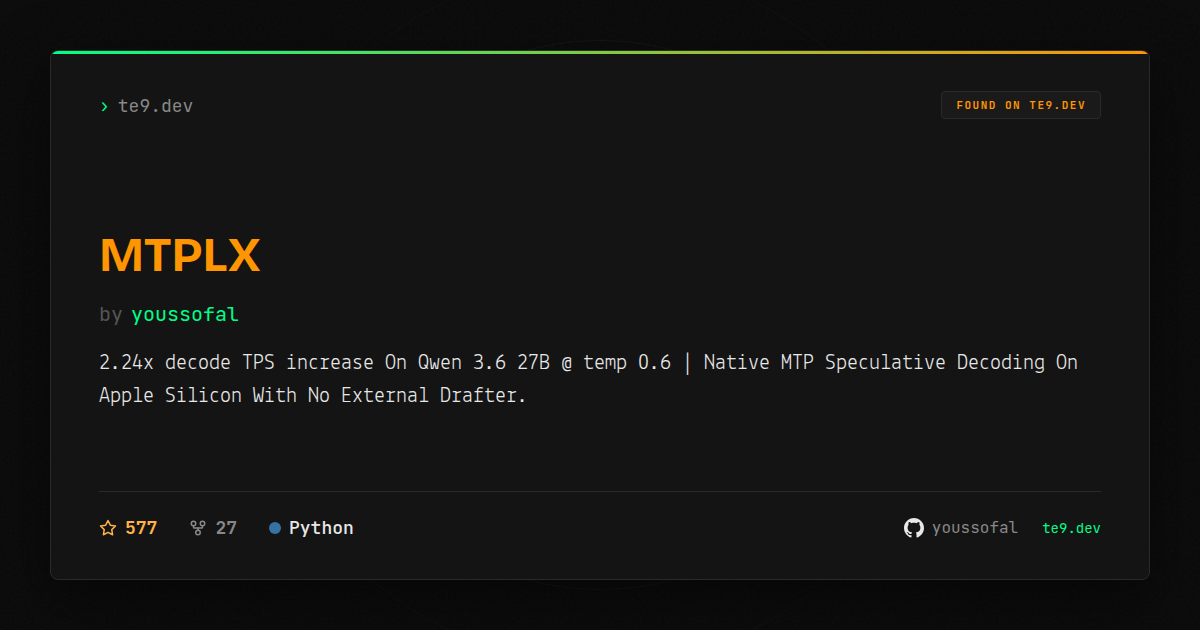 › te9.dev
FOUND ON TE9.DEV
MTPLX
by youssofal
2.24x decode TPS increase On Qwen 3.6 27B @ temp 0.6 | Native MTP Speculative Decoding On
Apple Silicon With No External Drafter.
577 27 Python
youssofal te9.dev